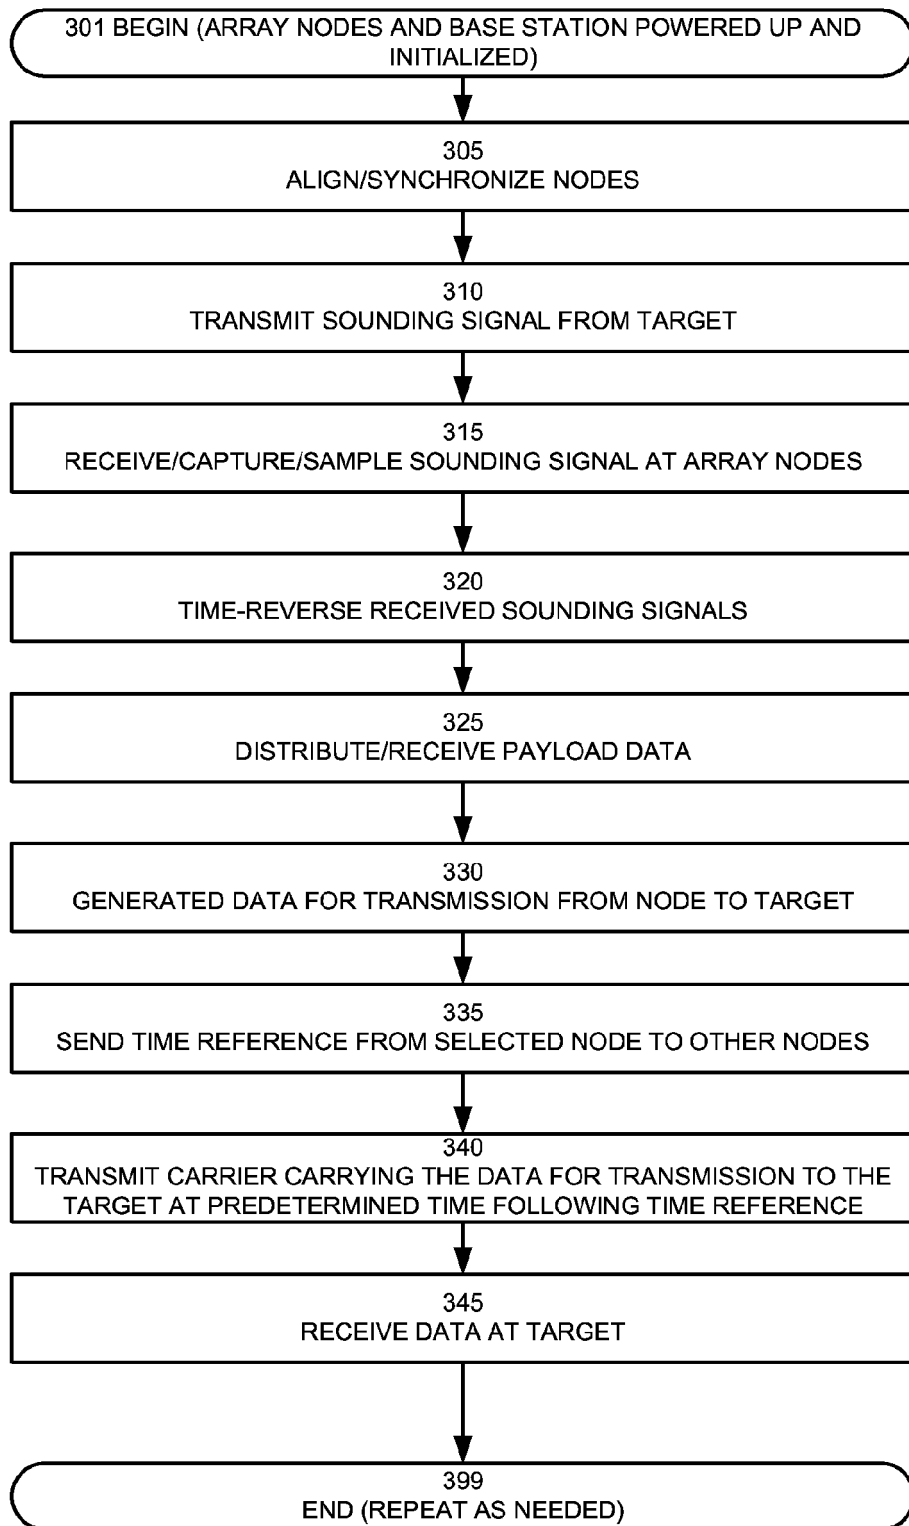 301 BEGIN (ARRAY NODES AND BASE STATION POWERED UP AND
INITIALIZED)
305
ALIGN/SYNCHRONIZE NODES
310
TRANSMIT SOUNDING SIGNAL FROM TARGET
315
RECEIVE/CAPTURE/SAMPLE SOUNDING SIGNAL AT ARRAY NODES
320
TIME-REVERSE RECEIVED SOUNDING SIGNALS
325
DISTRIBUTE/RECEIVE PAYLOAD DATA
330
GENERATED DATA FOR TRANSMISSION FROM NODE TO TARGET
335
SEND TIME REFERENCE FROM SELECTED NODE TO OTHER NODES
340
TRANSMIT CARRIER CARRYING THE DATA FOR TRANSMISSION TO THE
TARGET AT PREDETERMINED TIME FOLLOWING TIME REFERENCE
345
RECEIVE DATA AT TARGET
399
END (REPEAT AS NEEDED)